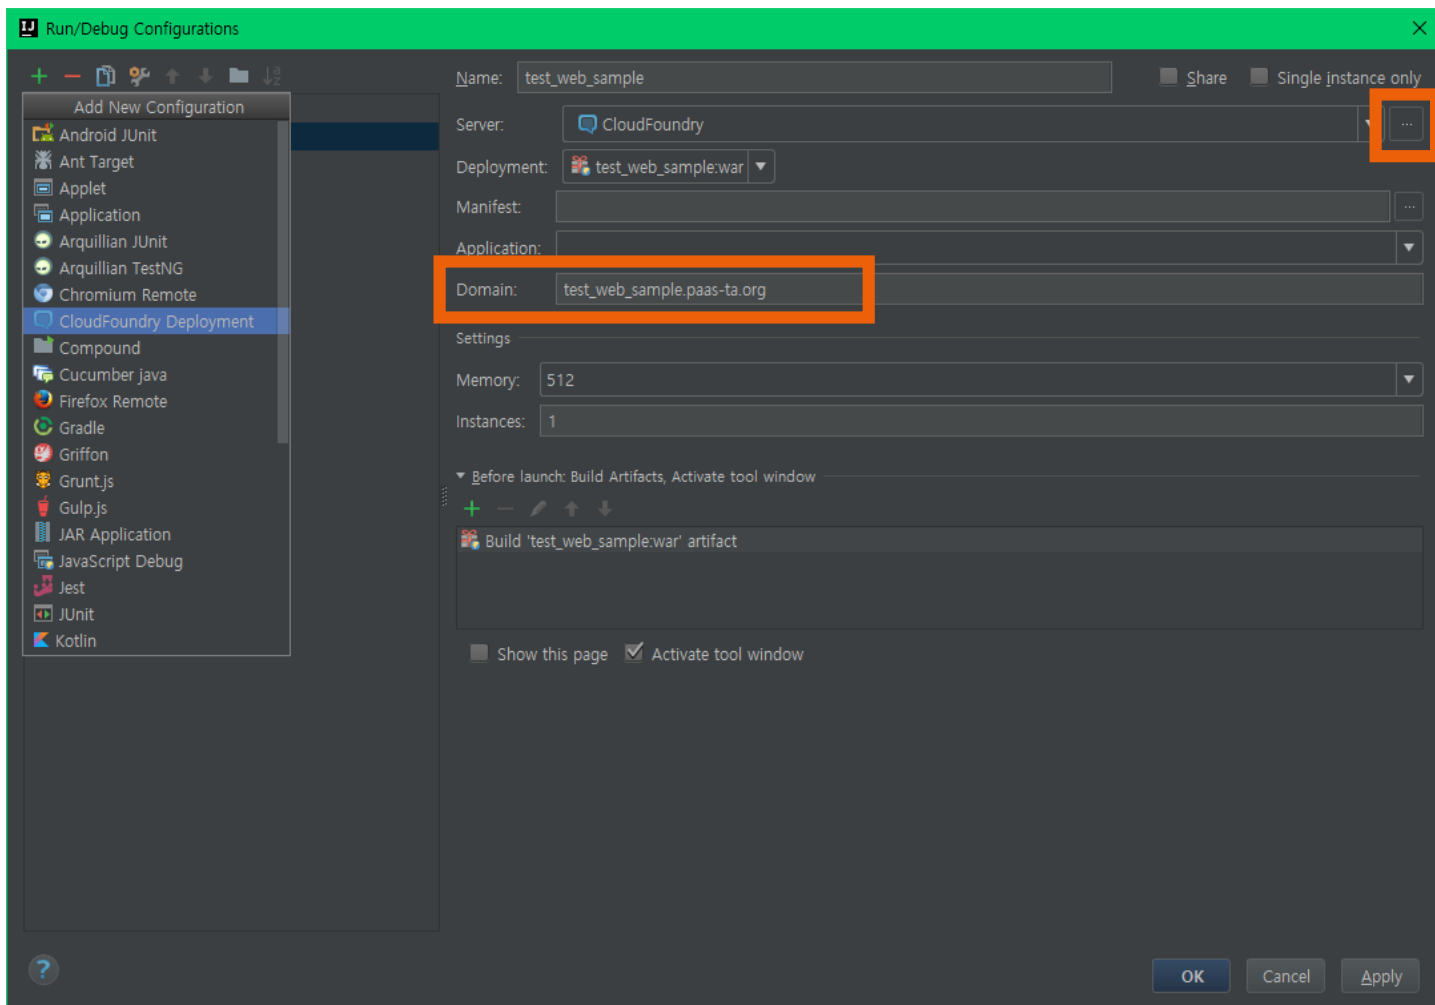 Run/Debug Configurations
Add New Configuration
Android JUnit
Ant Target
Applet
Application
Arquillian JUnit
Arquillian TestNG
Chromium Remote
CloudFoundry Deployment
Compound
Cucumber java
Firefox Remote
Gradle
Griffon
Grunt.js
Gulp.js
JAR Application
JavaScript Debug
Jest
JUnit
Kotlin
Name: test_web_sample Share Single instance only
Server: CloudFoundry ...
Deployment: test_web_sample:war
Manifest: ...
Application:
Domain: test_web_sample.paas-ta.org
Settings
Memory: 512
Instances: 1
Before launch: Build Artifacts, Activate tool window
Build 'test_web_sample:war' artifact
Show this page Activate tool window
? OK Cancel Apply